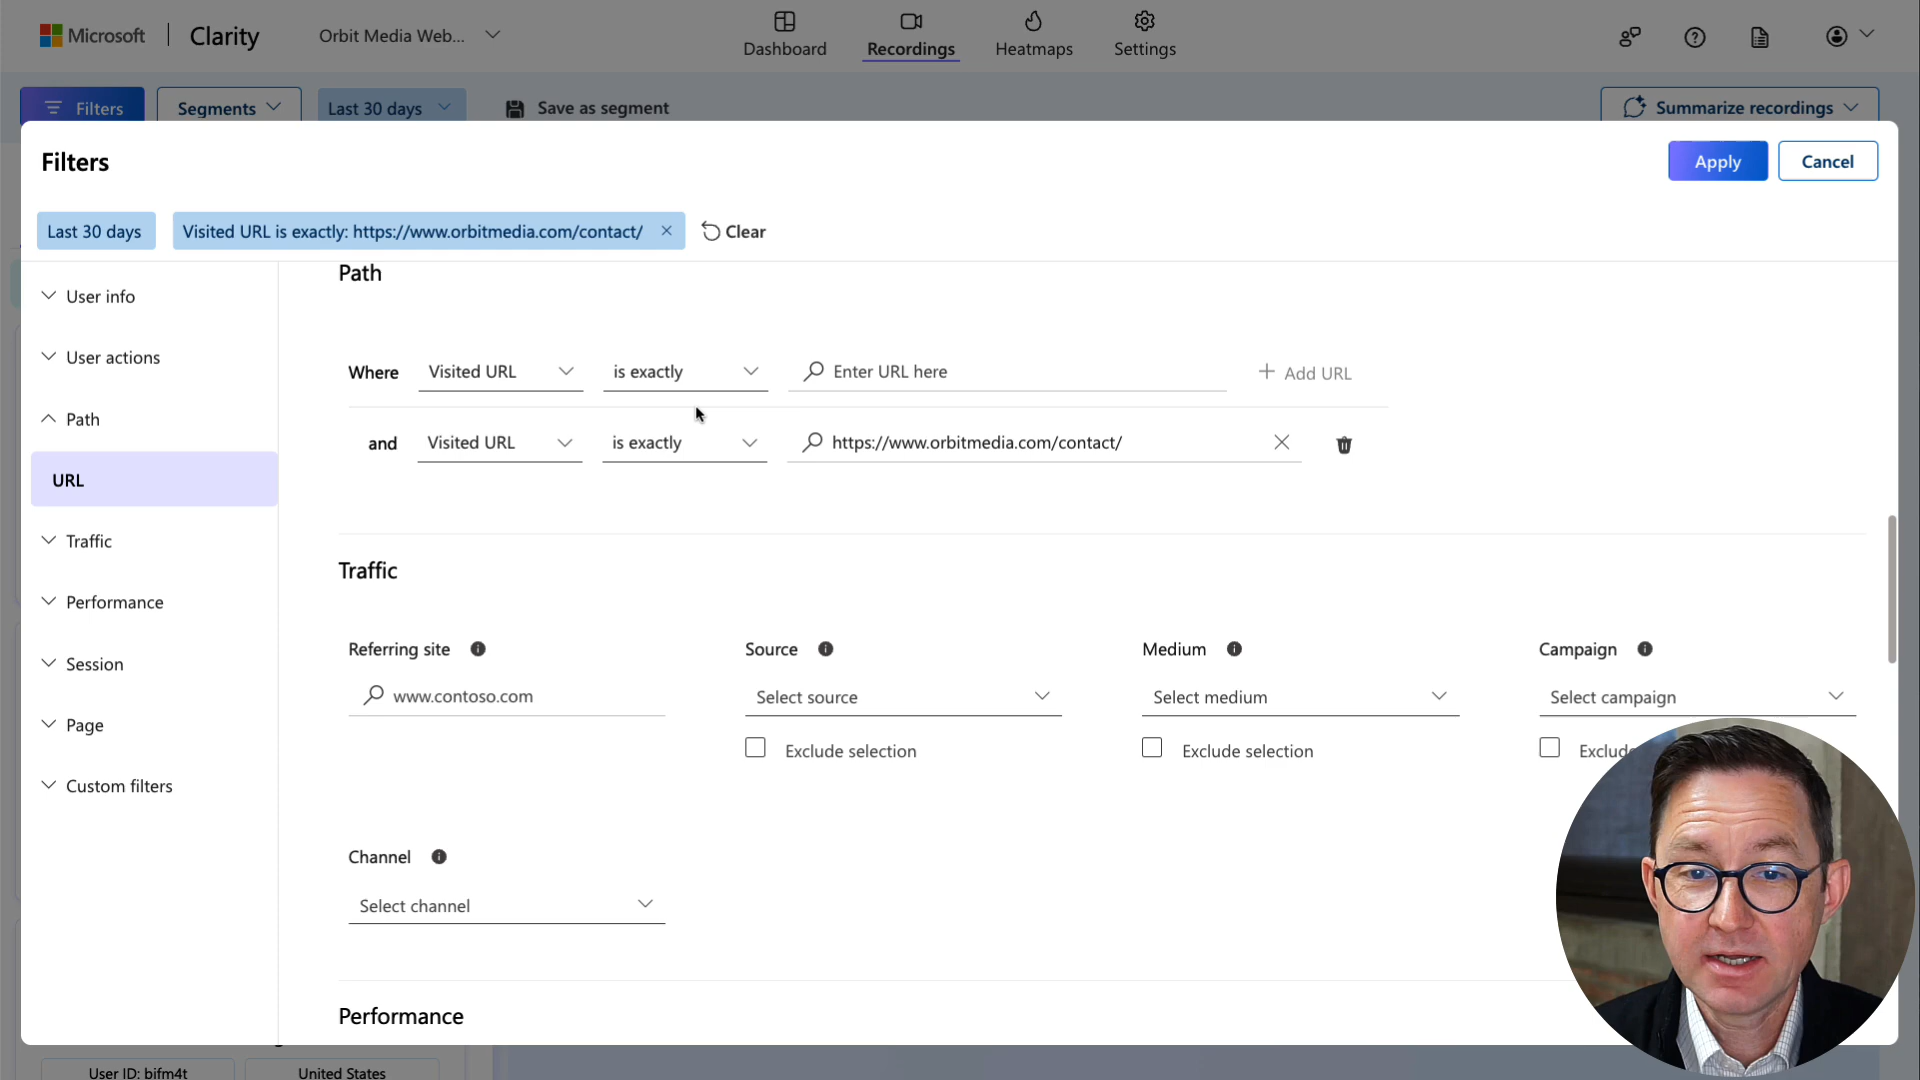 Microsoft | Clarity Orbit Media Web... Dashboard Recordings Heatmaps Settings
Filters Segments Last 30 days Save as segment Summarize recordings
Filters Apply Cancel
Last 30 days Visited URL is exactly: https://www.orbitmedia.com/contact/ Clear
User info
User actions
Path
URL
Traffic
Performance
Session
Page
Custom filters
Path
Where Visited URL is exactly Enter URL here Add URL
and Visited URL is exactly https://www.orbitmedia.com/contact/
Traffic
Referring site Source Medium Campaign
www.contoso.com Select source Select medium Select campaign
Exclude selection Exclude selection
Channel
Select channel
Performance
User ID: bifm4t United States